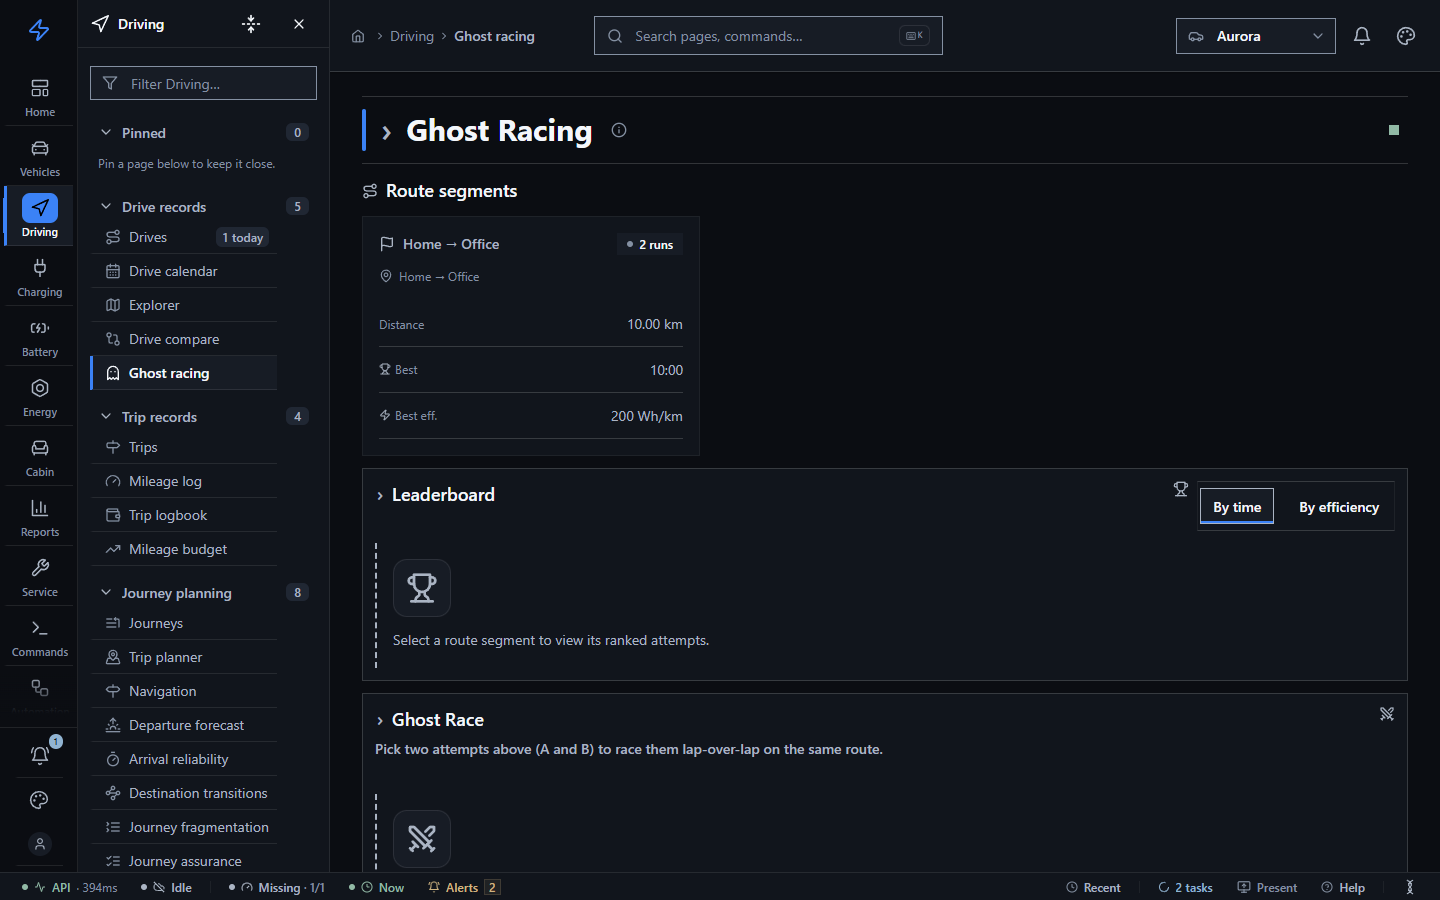 Driving
Driving
Ghost racing
Search pages, commands...
K
Aurora
Home
Vehicles
Driving
Charging
Battery
Energy
Cabin
Reports
Service
Commands
1
Filter Driving...
Pinned
0
Pin a page below to keep it close.
Drive records
5
Drives
1 today
Drive calendar
Explorer
Drive compare
Ghost racing
Trip records
4
Trips
Mileage log
Trip logbook
Mileage budget
Journey planning
8
Journeys
Trip planner
Navigation
Departure forecast
Arrival reliability
Destination transitions
Journey fragmentation
Journey assurance
Ghost Racing
Route segments
Home → Office
2 runs
Home → Office
Distance
10.00 km
Best
10:00
Best eff.
200 Wh/km
Leaderboard
By time
By efficiency
Select a route segment to view its ranked attempts.
Ghost Race
Pick two attempts above (A and B) to race them lap-over-lap on the same route.
API · 394ms
Idle
Missing · 1/1
Now
Alerts 2
Recent
2 tasks
Present
Help